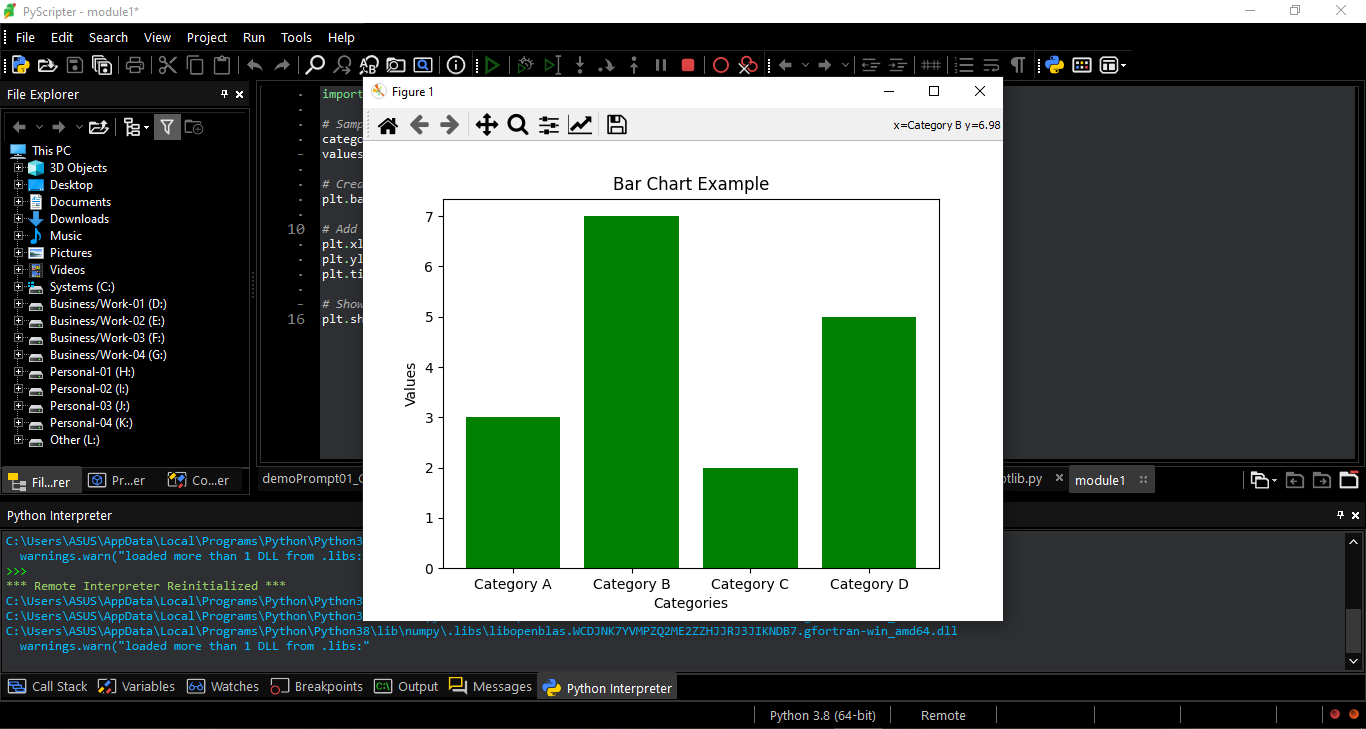 PyScripter - module1*
File Edit Search View Project Run Tools Help
File Explorer
This PC
3D Objects
Desktop
Documents
Downloads
Music
Pictures
Videos
Systems (C:)
Business/Work-01 (D:)
Business/Work-02 (E:)
Business/Work-03 (F:)
Business/Work-04 (G:)
Personal-01 (H:)
Personal-02 (I:)
Personal-03 (J:)
Personal-04 (K:)
Other (L:)
Fil...rer Pr...er Co...er
impor
# Samp
catego
values
# Crea
plt.ba
10 # Add
plt.xl
plt.yl
plt.ti
# Show
16 plt.sh
Figure 1
x=Category B y=6.98
Bar Chart Example
7
6
5
4
3
2
1
0
Values
Category A Category B Category C Category D
Categories
demoPrompt01_ otlib.py module1
Python Interpreter
C:\Users\ASUS\AppData\Local\Programs\Python\Python3
warnings.warn("loaded more than 1 DLL from .libs:
>>>
*** Remote Interpreter Reinitialized ***
C:\Users\ASUS\AppData\Local\Programs\Python\Python3
C:\Users\ASUS\AppData\Local\Programs\Python\Python3
C:\Users\ASUS\AppData\Local\Programs\Python\Python38\lib\numpy\.libs\libopenblas.WCDJNK7YVMPZQ2ME2ZZHJJRJ3JIKNDB7.gfortran-win_amd64.dll
warnings.warn("loaded more than 1 DLL from .libs:"
Call Stack Variables Watches Breakpoints Output Messages Python Interpreter
Python 3.8 (64-bit) Remote